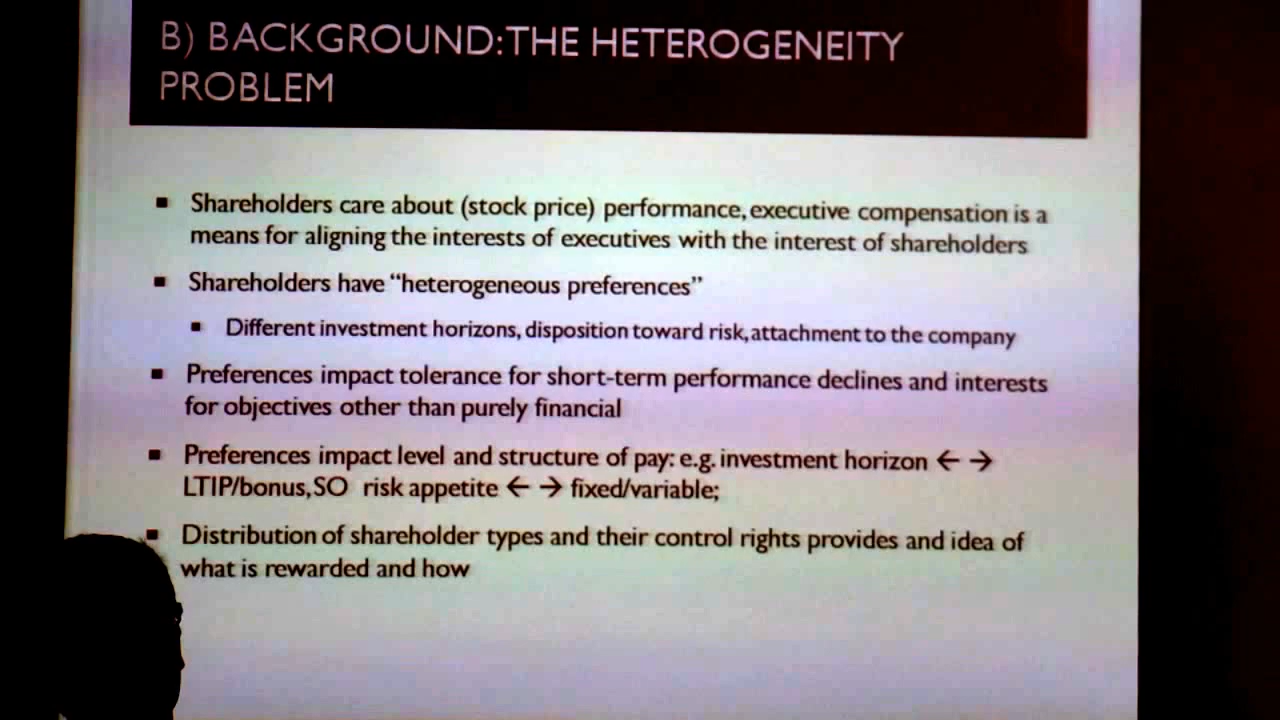 B) BACKGROUND:THE HETEROGENEITY
PROBLEM
▪ Shareholders care about (stock price) performance, executive compensation is a
means for aligning the interests of executives with the interest of shareholders
▪ Shareholders have “heterogeneous preferences”
▪ Different investment horizons, disposition toward risk, attachment to the company
▪ Preferences impact tolerance for short-term performance declines and interests
for objectives other than purely financial
▪ Preferences impact level and structure of pay: e.g. investment horizon ← →
LTIP/bonus, SO risk appetite ← → fixed/variable;
▪ Distribution of shareholder types and their control rights provides and idea of
what is rewarded and how